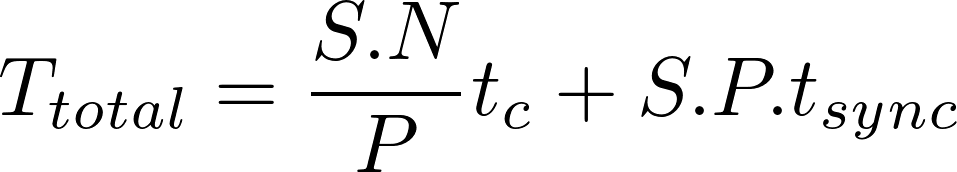 T_{total} = \frac{S.N}{P} t_c + S.P.t_{sync}